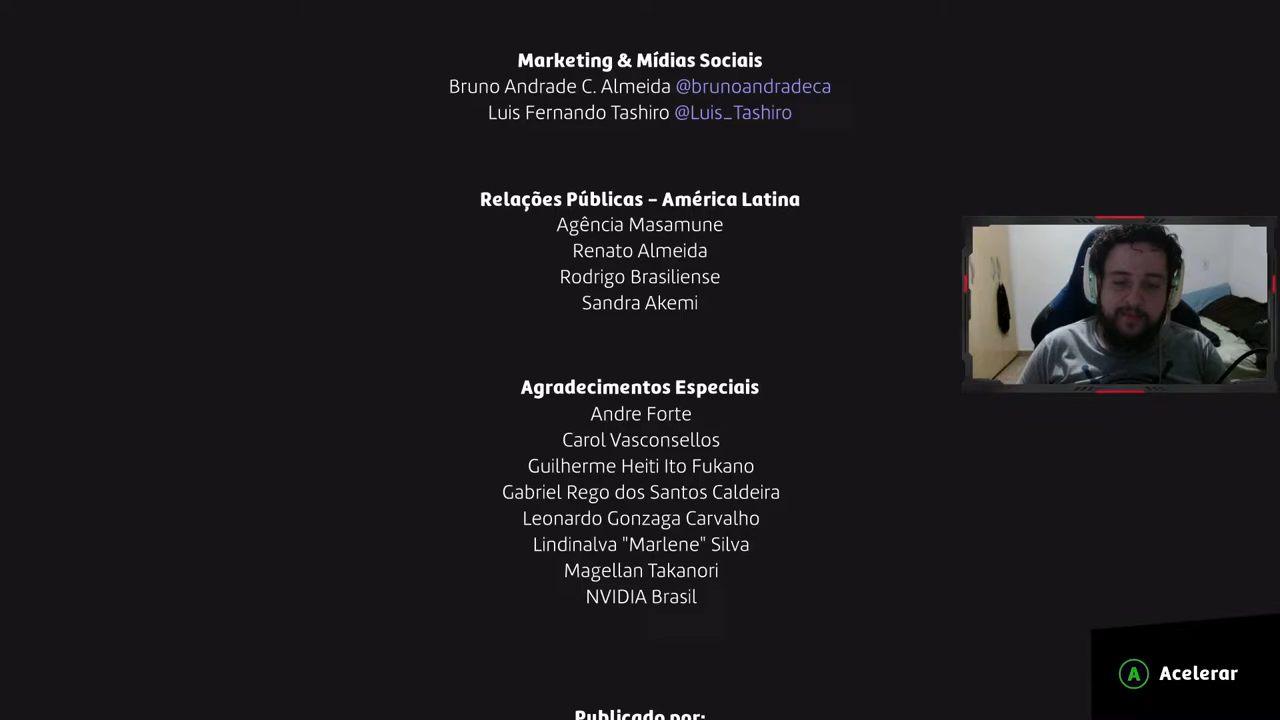 Marketing & Mídias Sociais
Bruno Andrade C. Almeida @brunoandradeca
Luis Fernando Tashiro @Luis_Tashiro
Relações Públicas - América Latina
Agência Masamune
Renato Almeida
Rodrigo Brasiliense
Sandra Akemi
Agradecimentos Especiais
Andre Forte
Carol Vasconsellos
Guilherme Heiti Ito Fukano
Gabriel Rego dos Santos Caldeira
Leonardo Gonzaga Carvalho
Lindinalva "Marlene" Silva
Magellan Takanori
NVIDIA Brasil
A Acelerar
Publicado por: